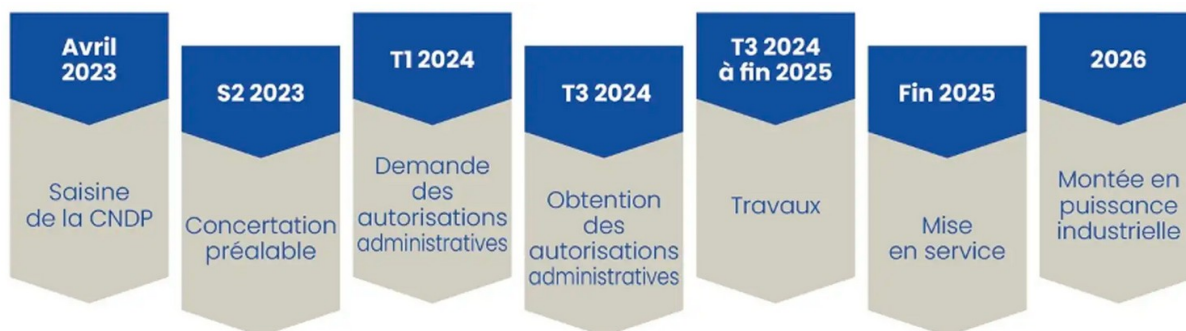 Avril
2023
Saisine
de la CNDP
S2 2023
Concertation
préalable
T1 2024
Demande
des
autorisations
administratives
T3 2024
Obtention
des
autorisations
administratives
T3 2024
à fin 2025
Travaux
Fin 2025
Mise
en service
2026
Montée en
puissance
industrielle